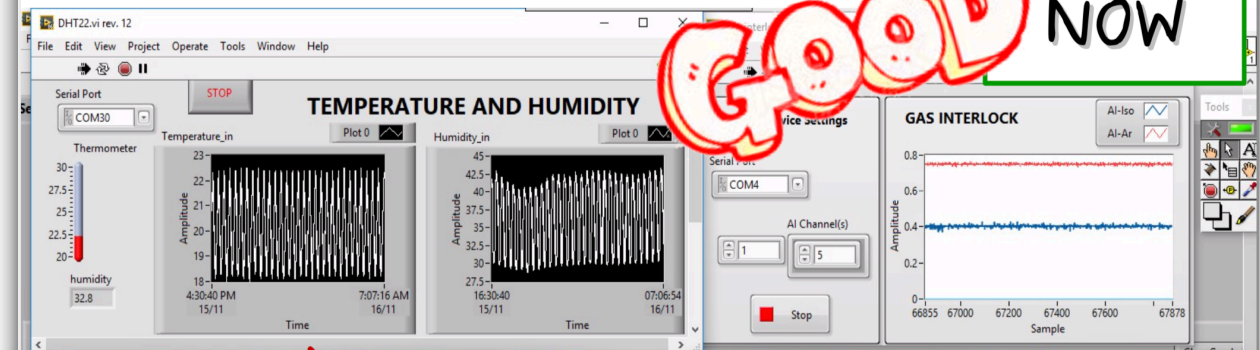 DHT22.vi rev. 12
File Edit View Project Operate Tools Window Help
Serial Port
COM30
STOP
TEMPERATURE AND HUMIDITY
Thermometer
30
27.5
25
22.5
20
humidity
32.8
Temperature_in
Plot 0
Amplitude
23
22
21
20
19
18
4:30:40 PM
15/11
7:07:16 AM
16/11
Time
Humidity_in
Plot 0
Amplitude
45
42.5
40
37.5
35
32.5
30
27.5
16:30:40
15/11
07:06:54
16/11
Time
GOOD
NOW
Serial Port
COM4
AI Channel(s)
1
5
Stop
GAS INTERLOCK
AI-Iso
AI-Ar
Amplitude
0.8
0.6
0.4
0.2
0
66855 67000 67200 67400 67600 67878
Sample
Tools